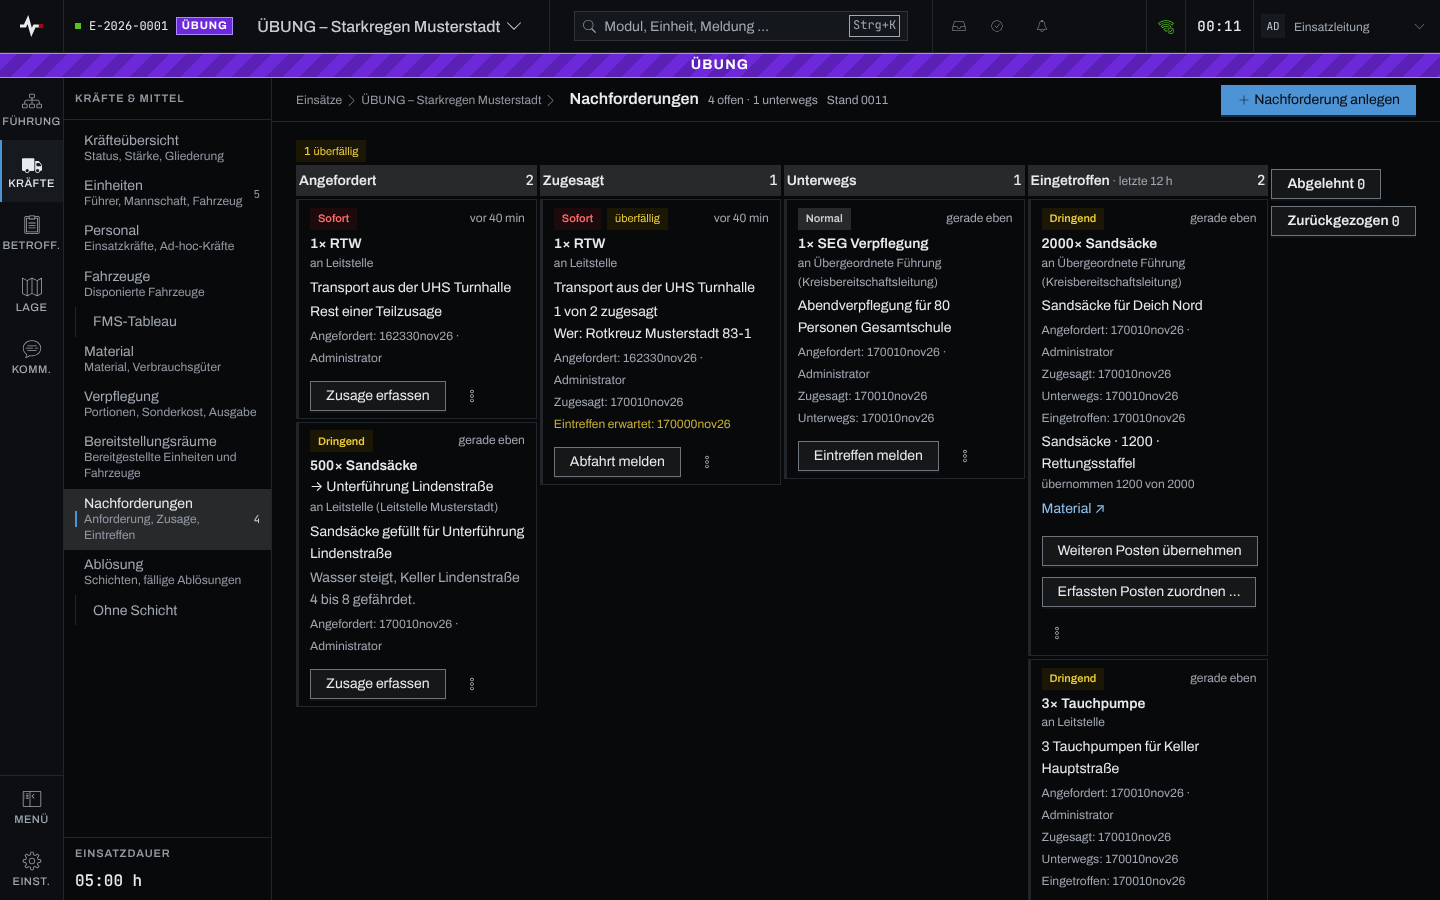 E-2026-0001 ÜBUNG
ÜBUNG – Starkregen Musterstadt
Modul, Einheit, Meldung ... Strg+K
00:11
AD Einsatzleitung
ÜBUNG
FÜHRUNG
KRÄFTE
BETROFF.
LAGE
KOMM.
MENÜ
EINST.
KRÄFTE & MITTEL
Kräfteübersicht
Status, Stärke, Gliederung
Einheiten
Führer, Mannschaft, Fahrzeug 5
Personal
Einsatzkräfte, Ad-hoc-Kräfte
Fahrzeuge
Disponierte Fahrzeuge
FMS-Tableau
Material
Material, Verbrauchsgüter
Verpflegung
Portionen, Sonderkost, Ausgabe
Bereitstellungsräume
Bereitgestellte Einheiten und
Fahrzeuge
Nachforderungen
Anforderung, Zusage, 4
Eintreffen
Ablösung
Schichten, fällige Ablösungen
Ohne Schicht
EINSATZDAUER
05:00 h
Einsätze ÜBUNG – Starkregen Musterstadt Nachforderungen 4 offen · 1 unterwegs Stand 0011
+ Nachforderung anlegen
1 überfällig
Angefordert 2
Sofort vor 40 min
1× RTW
an Leitstelle
Transport aus der UHS Turnhalle
Rest einer Teilzusage
Angefordert: 162330nov26 ·
Administrator
Zusage erfassen
Dringend gerade eben
500× Sandsäcke
→ Unterführung Lindenstraße
an Leitstelle (Leitstelle Musterstadt)
Sandsäcke gefüllt für Unterführung
Lindenstraße
Wasser steigt, Keller Lindenstraße
4 bis 8 gefährdet.
Angefordert: 170010nov26 ·
Administrator
Zusage erfassen
Zugesagt 1
Sofort überfällig vor 40 min
1× RTW
an Leitstelle
Transport aus der UHS Turnhalle
1 von 2 zugesagt
Wer: Rotkreuz Musterstadt 83-1
Angefordert: 162330nov26 ·
Administrator
Zugesagt: 170010nov26
Eintreffen erwartet: 170000nov26
Abfahrt melden
Unterwegs 1
Normal gerade eben
1× SEG Verpflegung
an Übergeordnete Führung
(Kreisbereitschaftsleitung)
Abendverpflegung für 80
Personen Gesamtschule
Angefordert: 170010nov26 ·
Administrator
Zugesagt: 170010nov26
Unterwegs: 170010nov26
Eintreffen melden
Eingetroffen · letzte 12 h 2
Dringend gerade eben
2000× Sandsäcke
an Übergeordnete Führung
(Kreisbereitschaftsleitung)
Sandsäcke für Deich Nord
Angefordert: 170010nov26 ·
Administrator
Zugesagt: 170010nov26
Unterwegs: 170010nov26
Eingetroffen: 170010nov26
Sandsäcke · 1200 ·
Rettungsstaffel
übernommen 1200 von 2000
Material ↗
Weiteren Posten übernehmen
Erfassten Posten zuordnen ...
Dringend gerade eben
3× Tauchpumpe
an Leitstelle
3 Tauchpumpen für Keller
Hauptstraße
Angefordert: 170010nov26 ·
Administrator
Zugesagt: 170010nov26
Unterwegs: 170010nov26
Eingetroffen: 170010nov26
Abgelehnt 0
Zurückgezogen 0